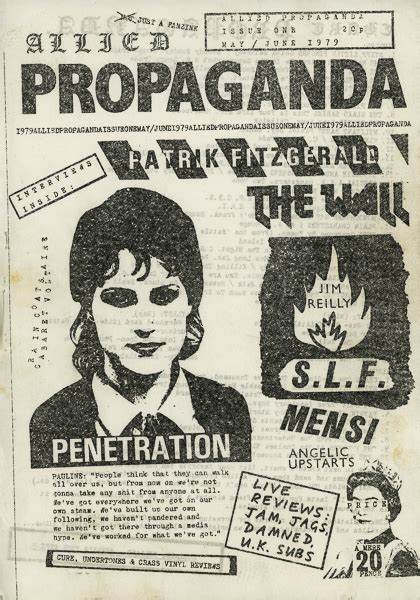 JUST A FANZINE
ALLIED PROPAGANDA
ISSUE ONE 20p
MAY/JUNE 1979
ALLIED
PROPAGANDA
1979ALLIEDPROPAGANDAISSUEONEMAY/JUNE1979ALLIEDPROPAGANDAISSUEONEMAY/JUNE1979ALLIEDPROPAGANDA
INTERVIEWS
INSIDE:
PATRIK FITZGERALD
THE WALL
RAINCOATS
CABARET VOLTAIRE
JIM
REILLY
S.L.F.
MENSI
ANGELIC
UPSTARTS
PENETRATION
PAULINE: "People think that they can walk
all over us, but from now on we're not
gonna take any shit from anyone at all.
We've got everywhere we've got on our
own steam. We've built up our own
following, we haven't pandered and
we haven't got there through a media
hype. We've worked for what we've got."
LIVE
REVIEWS:
JAM, JAGS,
DAMNED,
U.K. SUBS
PRICE
A MERE
20
PENCE
CURE, UNDERTONES & CRASS VINYL REVIEWS